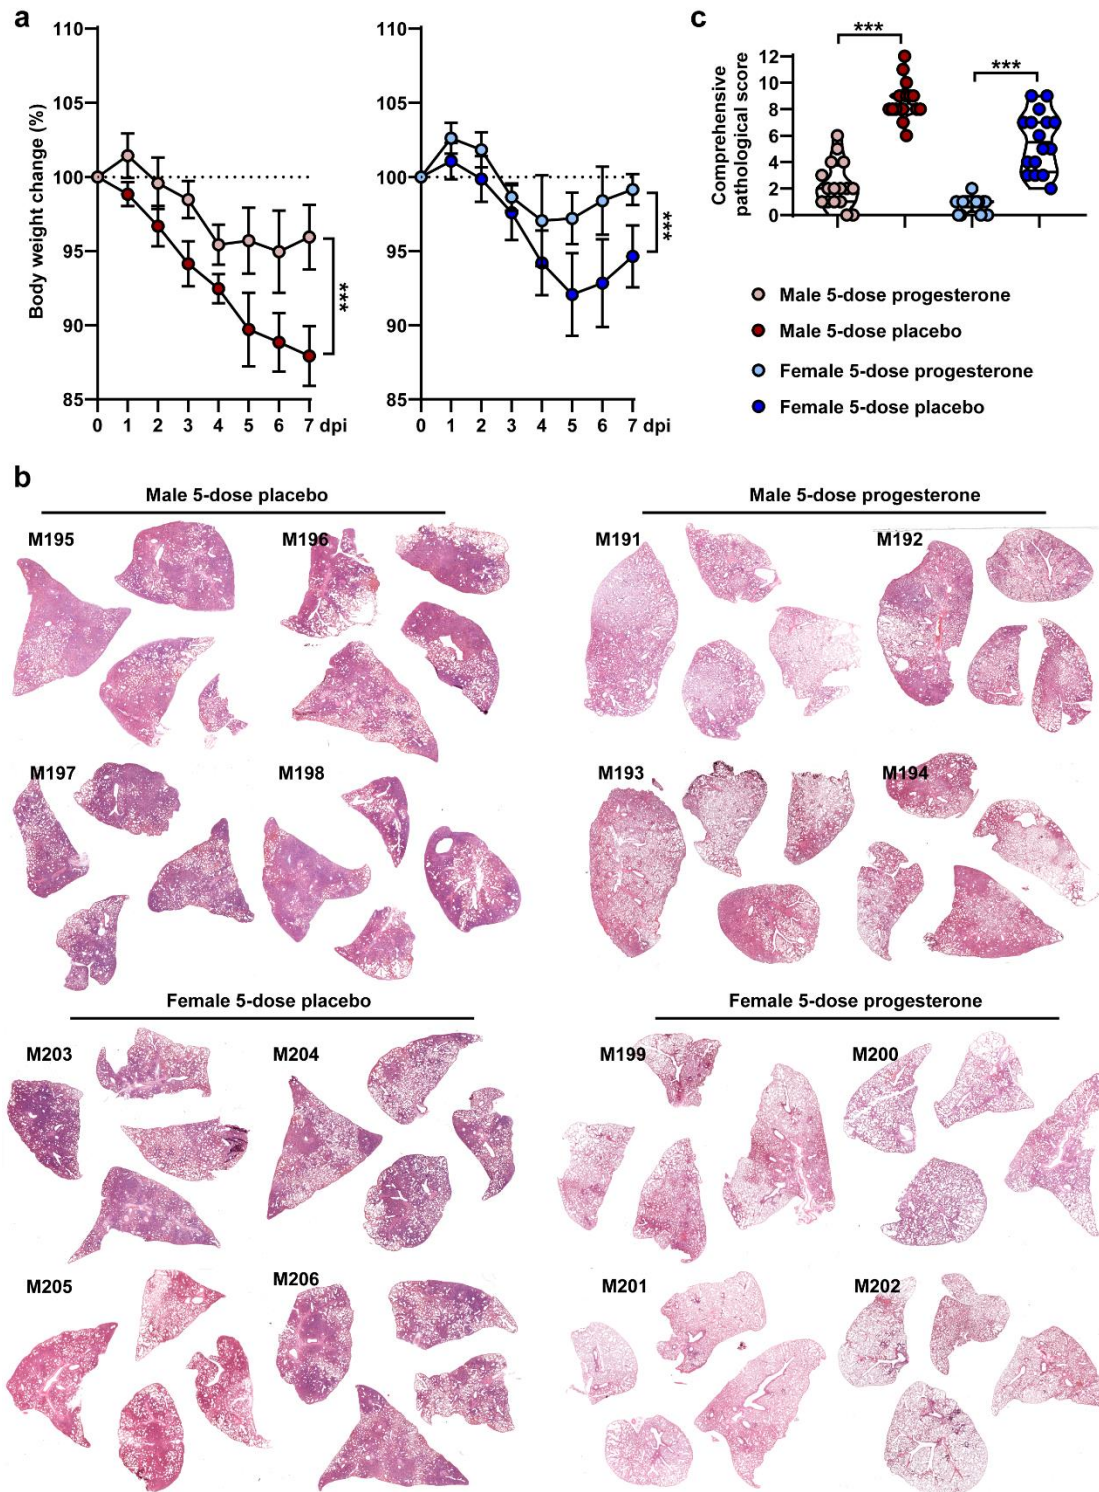 a
110
105
100
95
90
85
Body weight change (%)
0 1 2 3 4 5 6 7 dpi
***
110
105
100
95
90
85
0 1 2 3 4 5 6 7 dpi
***
c
*** ***
12
10
8
6
4
2
0
Comprehensive
pathological score
Male 5-dose progesterone
Male 5-dose placebo
Female 5-dose progesterone
Female 5-dose placebo
b
Male 5-dose placebo
M195 M196
M197 M198
Male 5-dose progesterone
M191 M192
M193 M194
Female 5-dose placebo
M203 M204
M205 M206
Female 5-dose progesterone
M199 M200
M201 M202